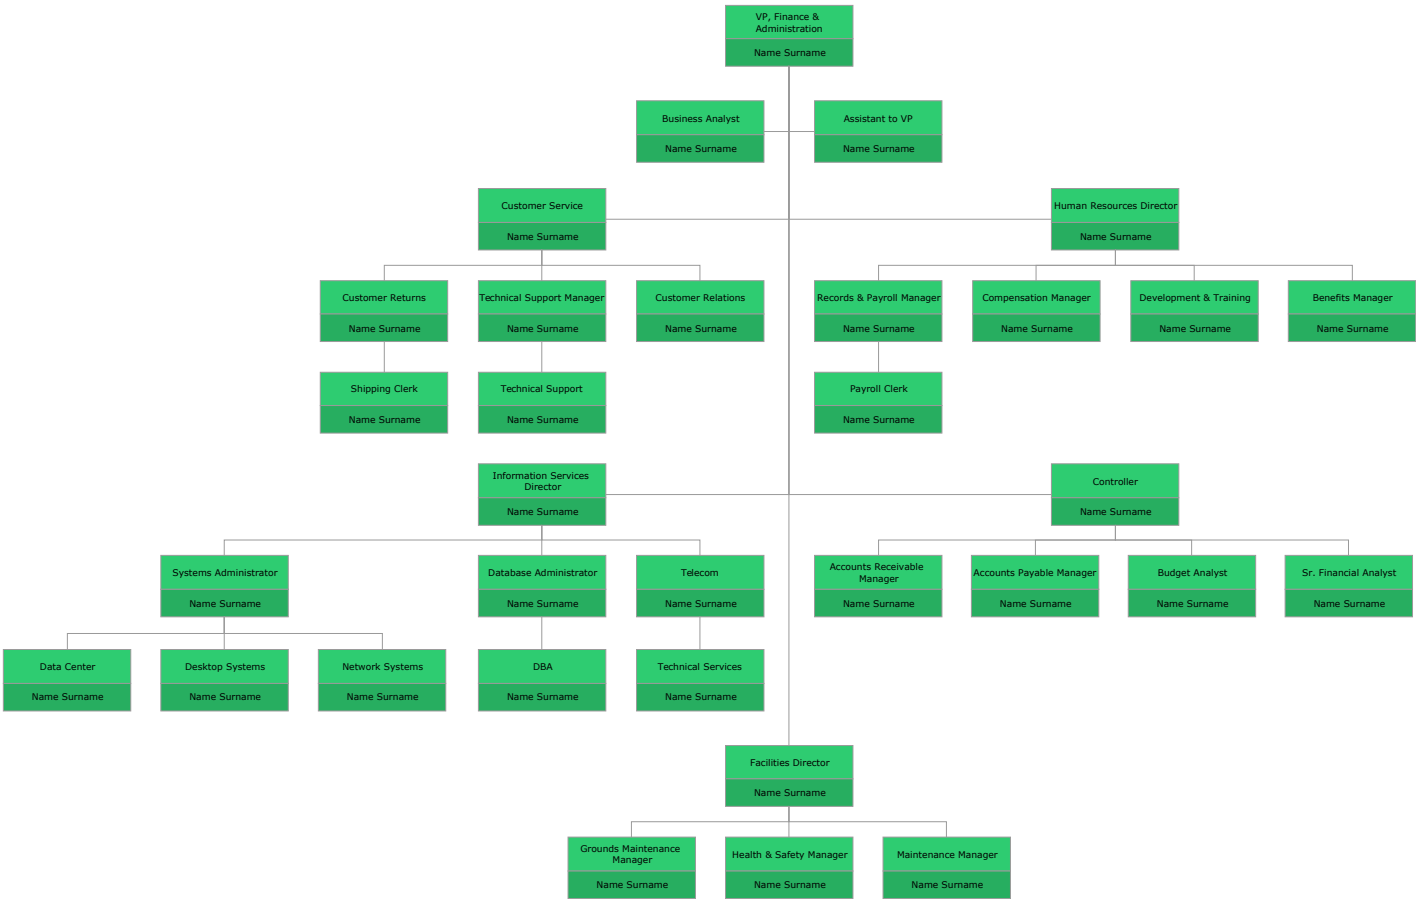 VP, Finance &
Administration
Name Surname
Business Analyst
Name Surname
Assistant to VP
Name Surname
Customer Service
Name Surname
Human Resources Director
Name Surname
Customer Returns
Name Surname
Technical Support Manager
Name Surname
Customer Relations
Name Surname
Records & Payroll Manager
Name Surname
Compensation Manager
Name Surname
Development & Training
Name Surname
Benefits Manager
Name Surname
Shipping Clerk
Name Surname
Technical Support
Name Surname
Payroll Clerk
Name Surname
Information Services
Director
Name Surname
Controller
Name Surname
Systems Administrator
Name Surname
Database Administrator
Name Surname
Telecom
Name Surname
Accounts Receivable
Manager
Name Surname
Accounts Payable Manager
Name Surname
Budget Analyst
Name Surname
Sr. Financial Analyst
Name Surname
Data Center
Name Surname
Desktop Systems
Name Surname
Network Systems
Name Surname
DBA
Name Surname
Technical Services
Name Surname
Facilities Director
Name Surname
Grounds Maintenance
Manager
Name Surname
Health & Safety Manager
Name Surname
Maintenance Manager
Name Surname